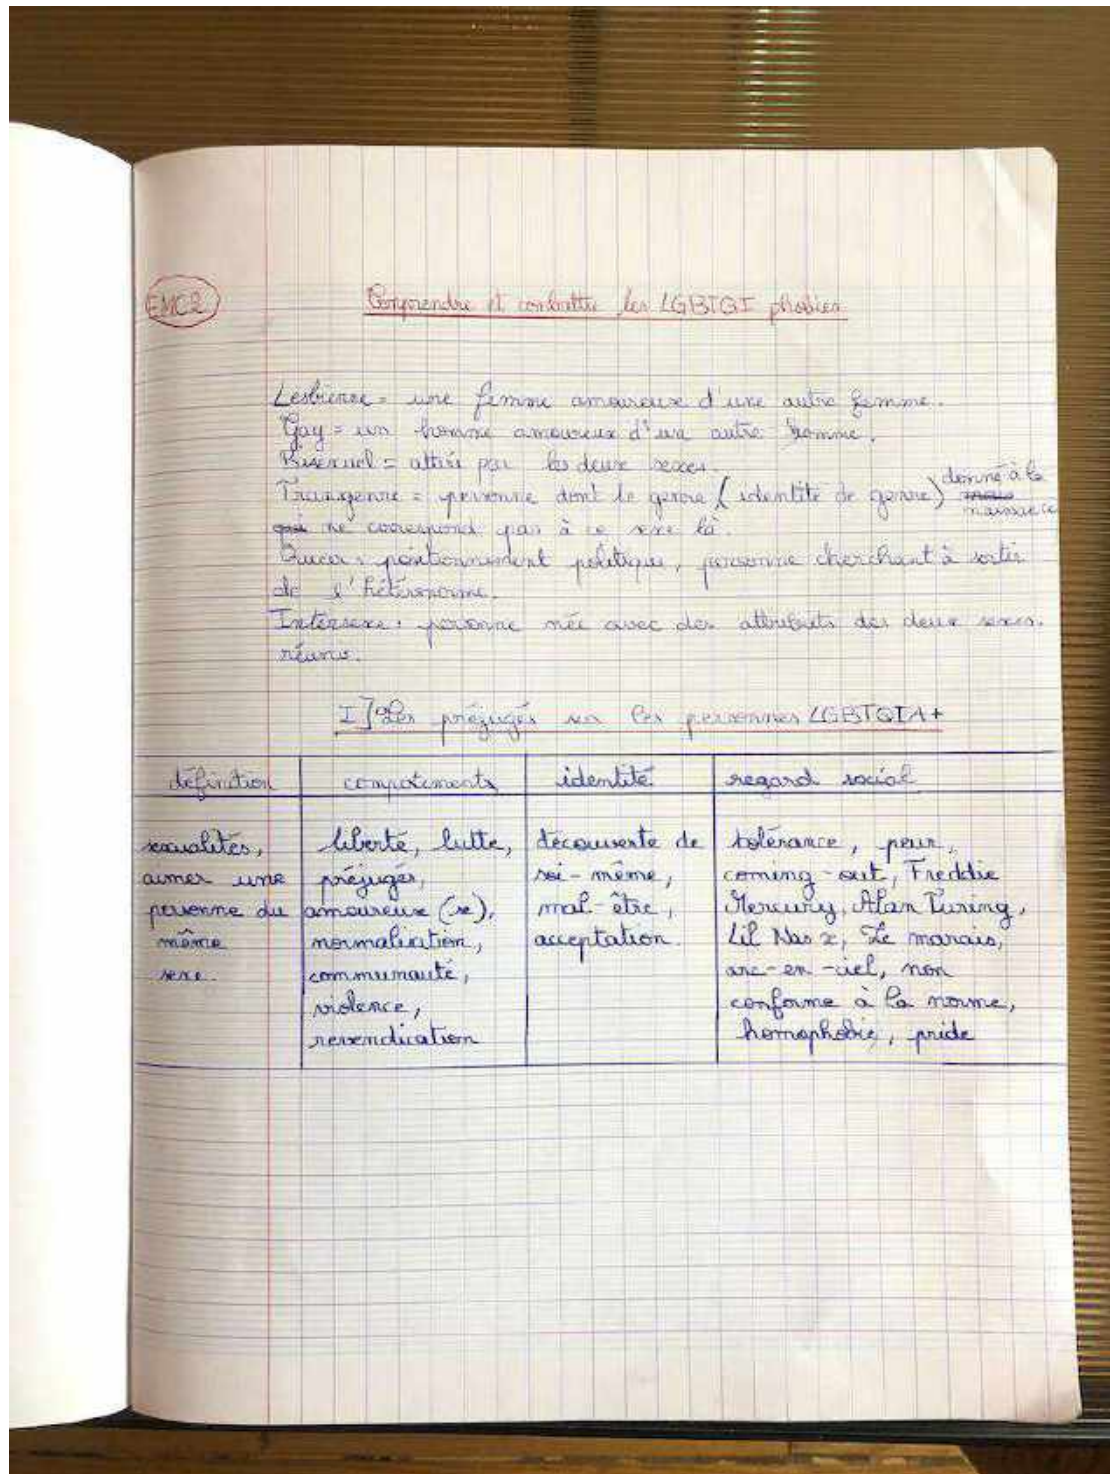 EMC2
Comprendre et combattre les LGBTQI phobies
Lesbienne = une femme amoureux d'une autre femme.
Gay = un homme amoureux d'un autre homme.
Bisexuel = attiré par les deux sexes.
Transgenre = personne dont le genre (identité de genre) donné à la naissance
ne correspond pas à ce sexe là.
Queer = positionnement politique, personne cherchant à sortir
de l'hétéronorme.
Intersexe : personne née avec des attributs des deux sexes
réunis.
I] Les préjugés sur les personnes LGBTQIA+
définition comportements identité regard social
sexualités, liberté, lutte, découverte de tolérance, peur,
aimer une préjugés, soi-même, coming-out, Freddie
personne du amoureux (se), mal-être, Mercury, Alan Turing,
même normalisation, acceptation. Lil Nas x, Le marais,
sexe. communauté, arc-en-ciel, non
violence, conforme à la norme,
revendication homophobie, pride